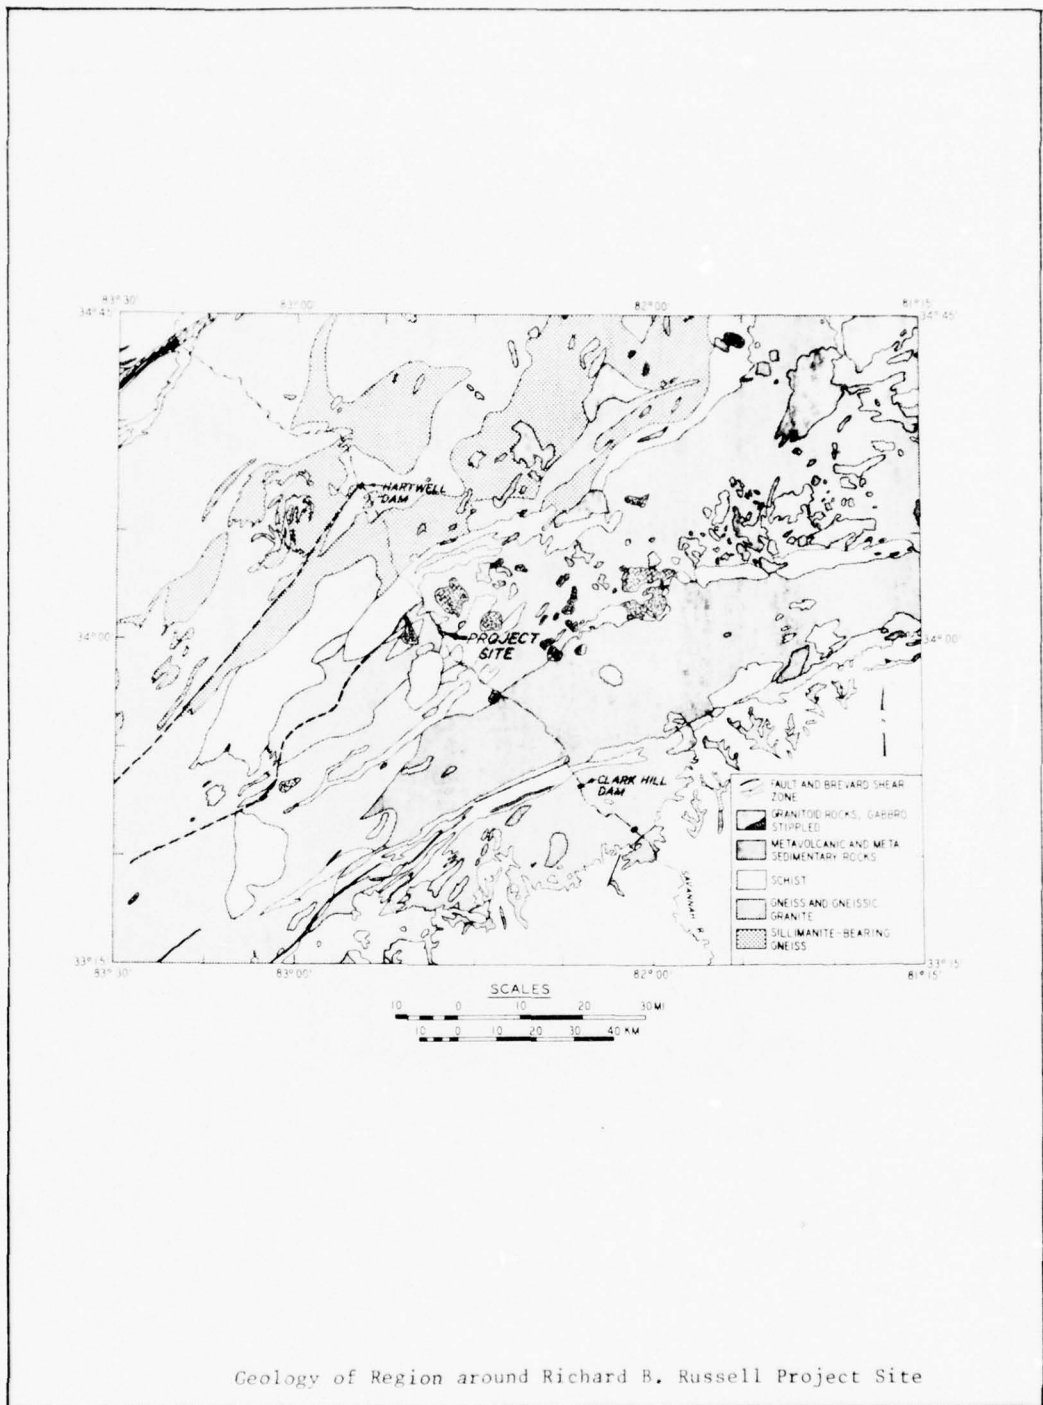 83°30'
83°00'
82°00'
81°15'
34°45'
34°45'
HARTWELL
DAM
34°00'
34°00'
PROJECT
SITE
CLARK HILL
DAM
SAVANNAH R.
FAULT AND BREVARD SHEAR
ZONE
GRANITOID ROCKS, GABBRO
STIPPLED
METAVOLCANIC AND META
SEDIMENTARY ROCKS
SCHIST
GNEISS AND GNEISSIC
GRANITE
SILLIMANITE-BEARING
GNEISS
33°15'
33°15'
83°30'
83°00'
82°00'
81°15'
SCALES
10 0 10 20 30 MI
10 0 10 20 30 40 KM
Geology of Region around Richard B. Russell Project Site